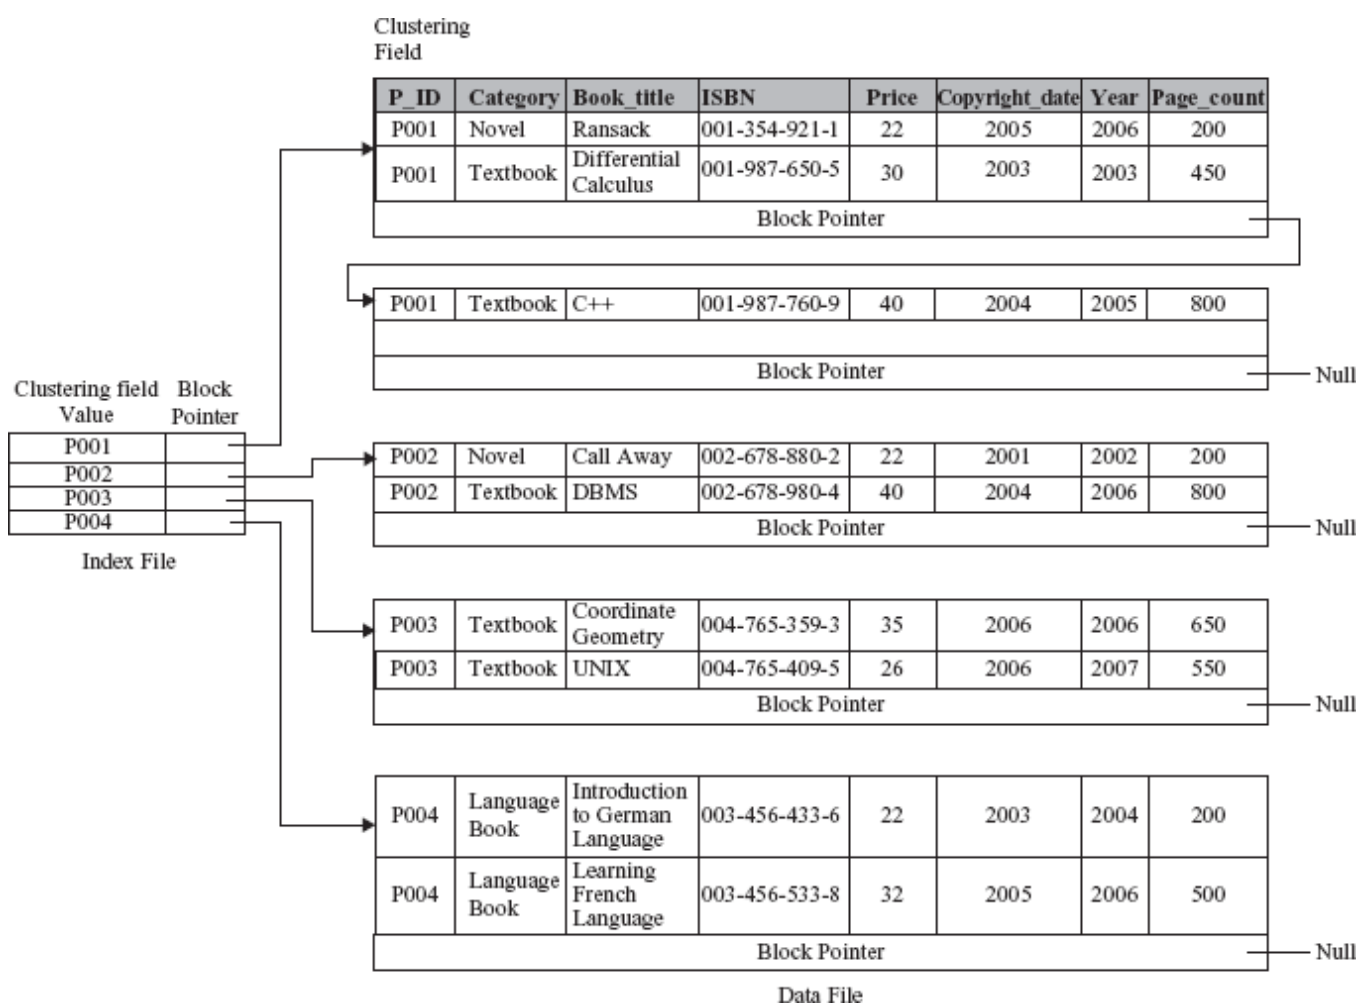 Clustering
Field
P_ID Category Book_title ISBN Price Copyright_date Year Page_count
P001 Novel Ransack 001-354-921-1 22 2005 2006 200
P001 Textbook Differential Calculus 001-987-650-5 30 2003 2003 450
Block Pointer
P001 Textbook C++ 001-987-760-9 40 2004 2005 800
Block Pointer Null
Clustering field Block
Value Pointer
P001
P002
P003
P004
Index File
P002 Novel Call Away 002-678-880-2 22 2001 2002 200
P002 Textbook DBMS 002-678-980-4 40 2004 2006 800
Block Pointer Null
P003 Textbook Coordinate Geometry 004-765-359-3 35 2006 2006 650
P003 Textbook UNIX 004-765-409-5 26 2006 2007 550
Block Pointer Null
P004 Language Book Introduction to German Language 003-456-433-6 22 2003 2004 200
P004 Language Book Learning French Language 003-456-533-8 32 2005 2006 500
Block Pointer Null
Data File